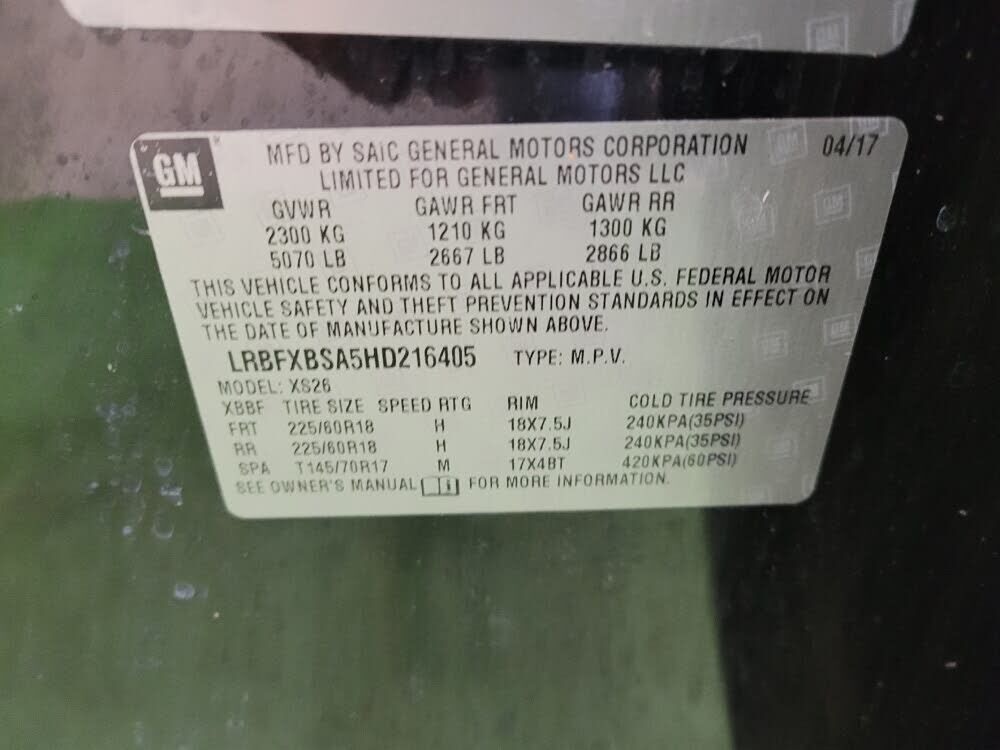 GM
MFD BY SAIC GENERAL MOTORS CORPORATION 04/17
LIMITED FOR GENERAL MOTORS LLC
GVWR GAWR FRT GAWR RR
2300 KG 1210 KG 1300 KG
5070 LB 2667 LB 2866 LB
THIS VEHICLE CONFORMS TO ALL APPLICABLE U.S. FEDERAL MOTOR
VEHICLE SAFETY AND THEFT PREVENTION STANDARDS IN EFFECT ON
THE DATE OF MANUFACTURE SHOWN ABOVE.
LRBFXBSA5HD216405 TYPE: M.P.V.
MODEL: XS26
XBBF TIRE SIZE SPEED RTG RIM COLD TIRE PRESSURE
FRT 225/60R18 H 18X7.5J 240KPA(35PSI)
RR 225/60R18 H 18X7.5J 240KPA(35PSI)
SPA T145/70R17 M 17X4BT 420KPA(60PSI)
SEE OWNER'S MANUAL i FOR MORE INFORMATION.